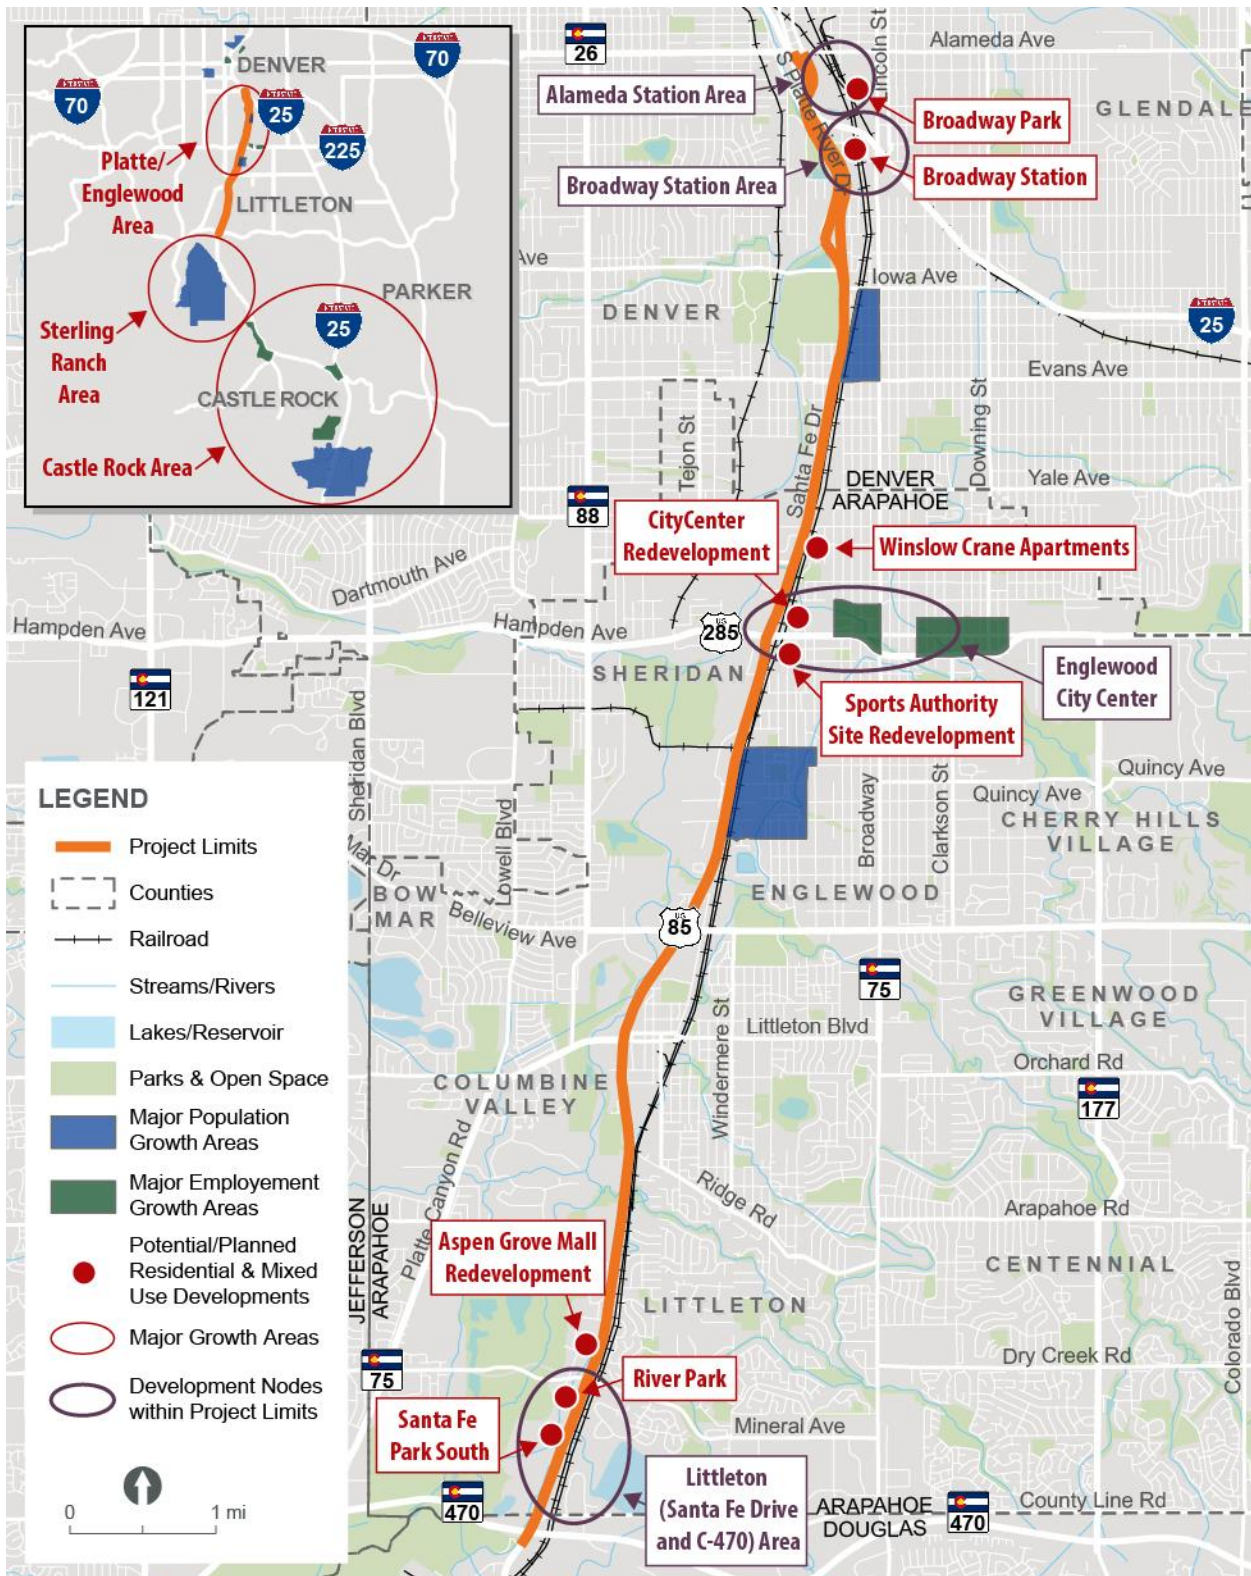 DENVER
INTERSTATE
70
INTERSTATE
70
INTERSTATE
25
INTERSTATE
225
Platte/
Englewood
Area
LITTLETON
PARKER
INTERSTATE
25
Sterling
Ranch
Area
CASTLE ROCK
Castle Rock Area
26
Lincoln St
Alameda Ave
S Platte River Dr
Alameda Station Area
GLENDALE
Broadway Park
Broadway Station Area
Broadway Station
Ave
Iowa Ave
DENVER
INTERSTATE
25
Evans Ave
Tejon St
Santa Fe Dr
Downing St
DENVER
ARAPAHOE
Yale Ave
88
CityCenter
Redevelopment
Winslow Crane Apartments
Dartmouth Ave
Hampden Ave
Hampden Ave
U.S.
285
SHERIDAN
Englewood
City Center
121
Sheridan Blvd
Sports Authority
Site Redevelopment
Quincy Ave
Quincy Ave
CHERRY HILLS
VILLAGE
Lowell Blvd
Broadway
Clarkson St
Mar Dr
BOW
MAR
Belleview Ave
ENGLEWOOD
U.S.
85
75
GREENWOOD
VILLAGE
Windermere St
Littleton Blvd
Orchard Rd
COLUMBINE
VALLEY
177
Platte Canyon Rd
Ridge Rd
Arapahoe Rd
JEFFERSON
ARAPAHOE
Aspen Grove Mall
Redevelopment
CENTENNIAL
LITTLETON
Colorado Blvd
Dry Creek Rd
75
River Park
Santa Fe
Park South
Mineral Ave
Littleton
(Santa Fe Drive
and C-470) Area
470
ARAPAHOE
DOUGLAS
470
County Line Rd
LEGEND
Project Limits
Counties
Railroad
Streams/Rivers
Lakes/Reservoir
Parks & Open Space
Major Population
Growth Areas
Major Employement
Growth Areas
Potential/Planned
Residential & Mixed
Use Developments
Major Growth Areas
Development Nodes
within Project Limits
0
1 mi